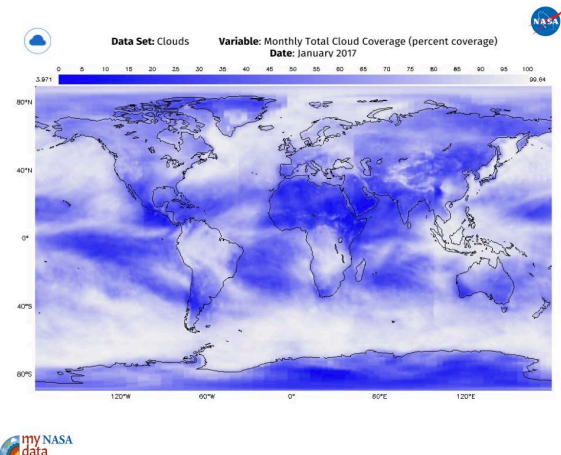 NASA
Data Set: Clouds Variable: Monthly Total Cloud Coverage (percent coverage)
Date: January 2017
0 5 10 15 20 25 30 35 40 45 50 55 60 65 70 75 80 85 90 95 100
3.971 99.64
80°N
40°N
0°
40°S
80°S
120°W 60°W 0° 60°E 120°E
my NASA
data